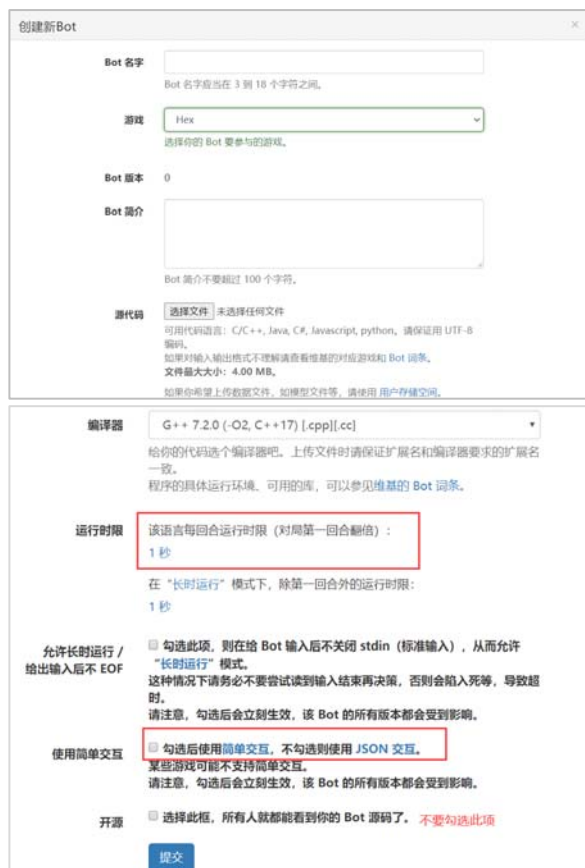 创建新Bot
×
Bot 名字
Bot 名字应当在 3 到 18 个字符之间。
游戏 Hex
选择你的 Bot 要参与的游戏。
Bot 版本 0
Bot 简介
Bot 简介不要超过 100 个字符。
源代码 选择文件 未选择任何文件
可用代码语言：C/C++, Java, C#, Javascript, python。请保证用 UTF-8
编码。
如果对输入输出格式不理解请查看维基的对应游戏和 Bot 词条。
文件最大大小：4.00 MB。
如果你希望上传数据文件，如模型文件等，请使用 用户存储空间。
编译器 G++ 7.2.0 (-O2, C++17) [.cpp][.cc]
给你的代码选个编译器吧。上传文件时请保证扩展名和编译器要求的扩展名
一致。
程序的具体运行环境、可用的库，可以参见维基的 Bot 词条。
运行时限 该语言每回合运行时限（对局第一回合翻倍）：
1 秒
在“长时运行”模式下，除第一回合外的运行时限：
1 秒
允许长时运行 / 勾选此项，则在给 Bot 输入后不关闭 stdin（标准输入），从而允许
给出输入后不 EOF “长时运行”模式。
这种情况下请务必不要尝试读到输入结束再决策，否则会陷入死等，导致超
时。
请注意，勾选后会立刻生效，该 Bot 的所有版本都会受到影响。
使用简单交互 勾选后使用简单交互，不勾选则使用 JSON 交互。
某些游戏可能不支持简单交互。
请注意，勾选后会立刻生效，该 Bot 的所有版本都会受到影响。
开源 选择此框，所有人就都能看到你的 Bot 源码了。 不要勾选此项
提交